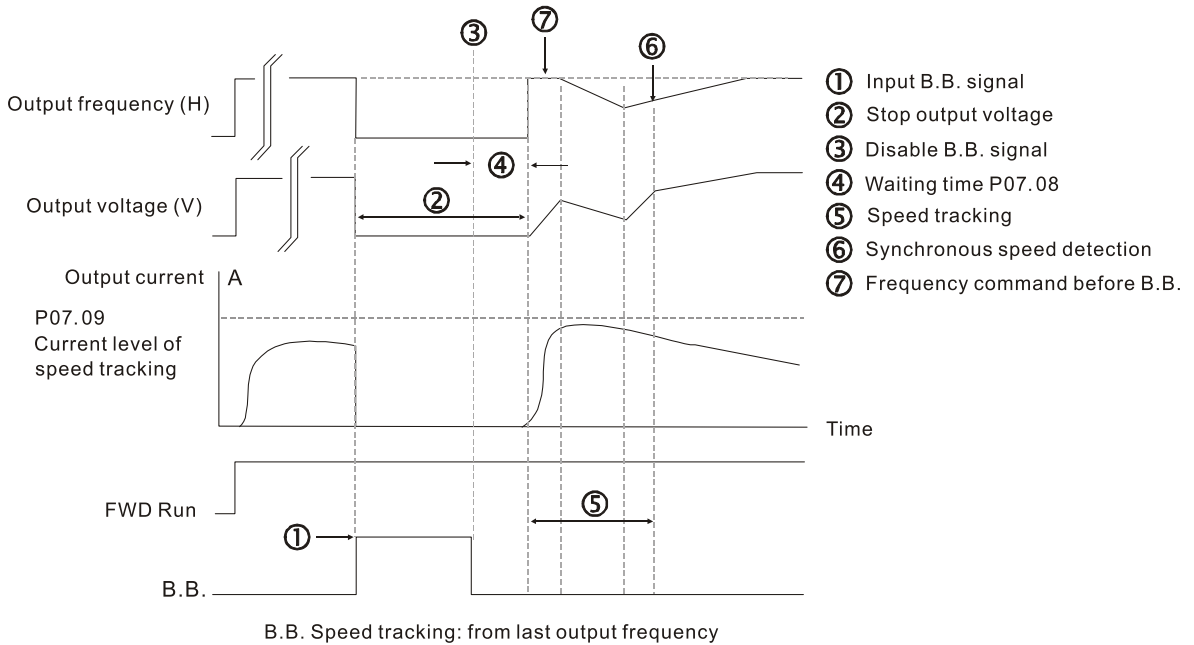 ⑦
③
⑥
Output frequency (H)
④
②
Output voltage (V)
Output current
A
P07.09
Current level of
speed tracking
Time
FWD Run
⑤
①
B.B.
① Input B.B. signal
② Stop output voltage
③ Disable B.B. signal
④ Waiting time P07.08
⑤ Speed tracking
⑥ Synchronous speed detection
⑦ Frequency command before B.B.
B.B. Speed tracking: from last output frequency